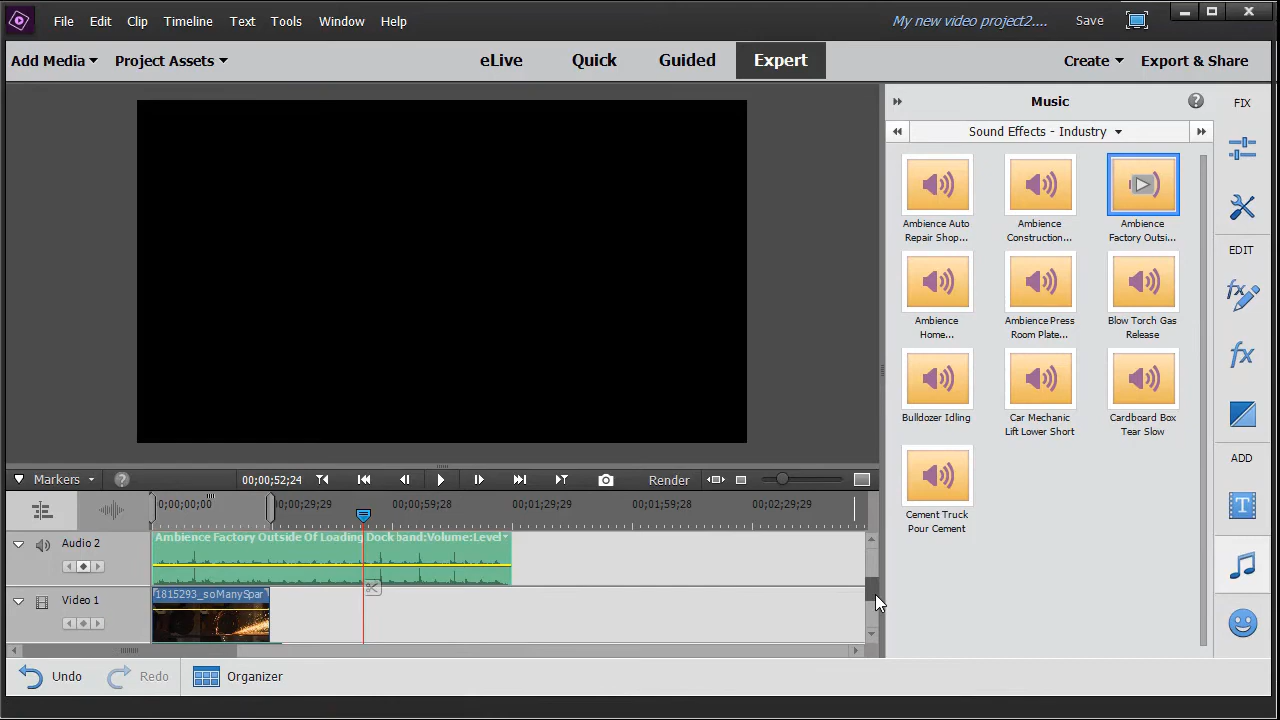 File Edit Clip Timeline Text Tools Window Help My new video project2.... Save
Add Media Project Assets eLive Quick Guided Expert Create Export & Share
Music
FIX
Sound Effects - Industry
Ambience Auto
Repair Shop...
Ambience
Construction...
Ambience
Factory Outsi...
EDIT
Ambience
Home...
Ambience Press
Room Plate...
Blow Torch Gas
Release
Bulldozer Idling
Car Mechanic
Lift Lower Short
Cardboard Box
Tear Slow
ADD
Cement Truck
Pour Cement
Markers 00;00;52;24 Render
0;00;00;00 00;00;29;29 00;00;59;28 00;01;29;29 00;01;59;28 00;02;29;29
Audio 2
Ambience Factory Outside Of Loading Dock band:Volume:Level
Video 1
1815293_soManySpar
Undo Redo Organizer